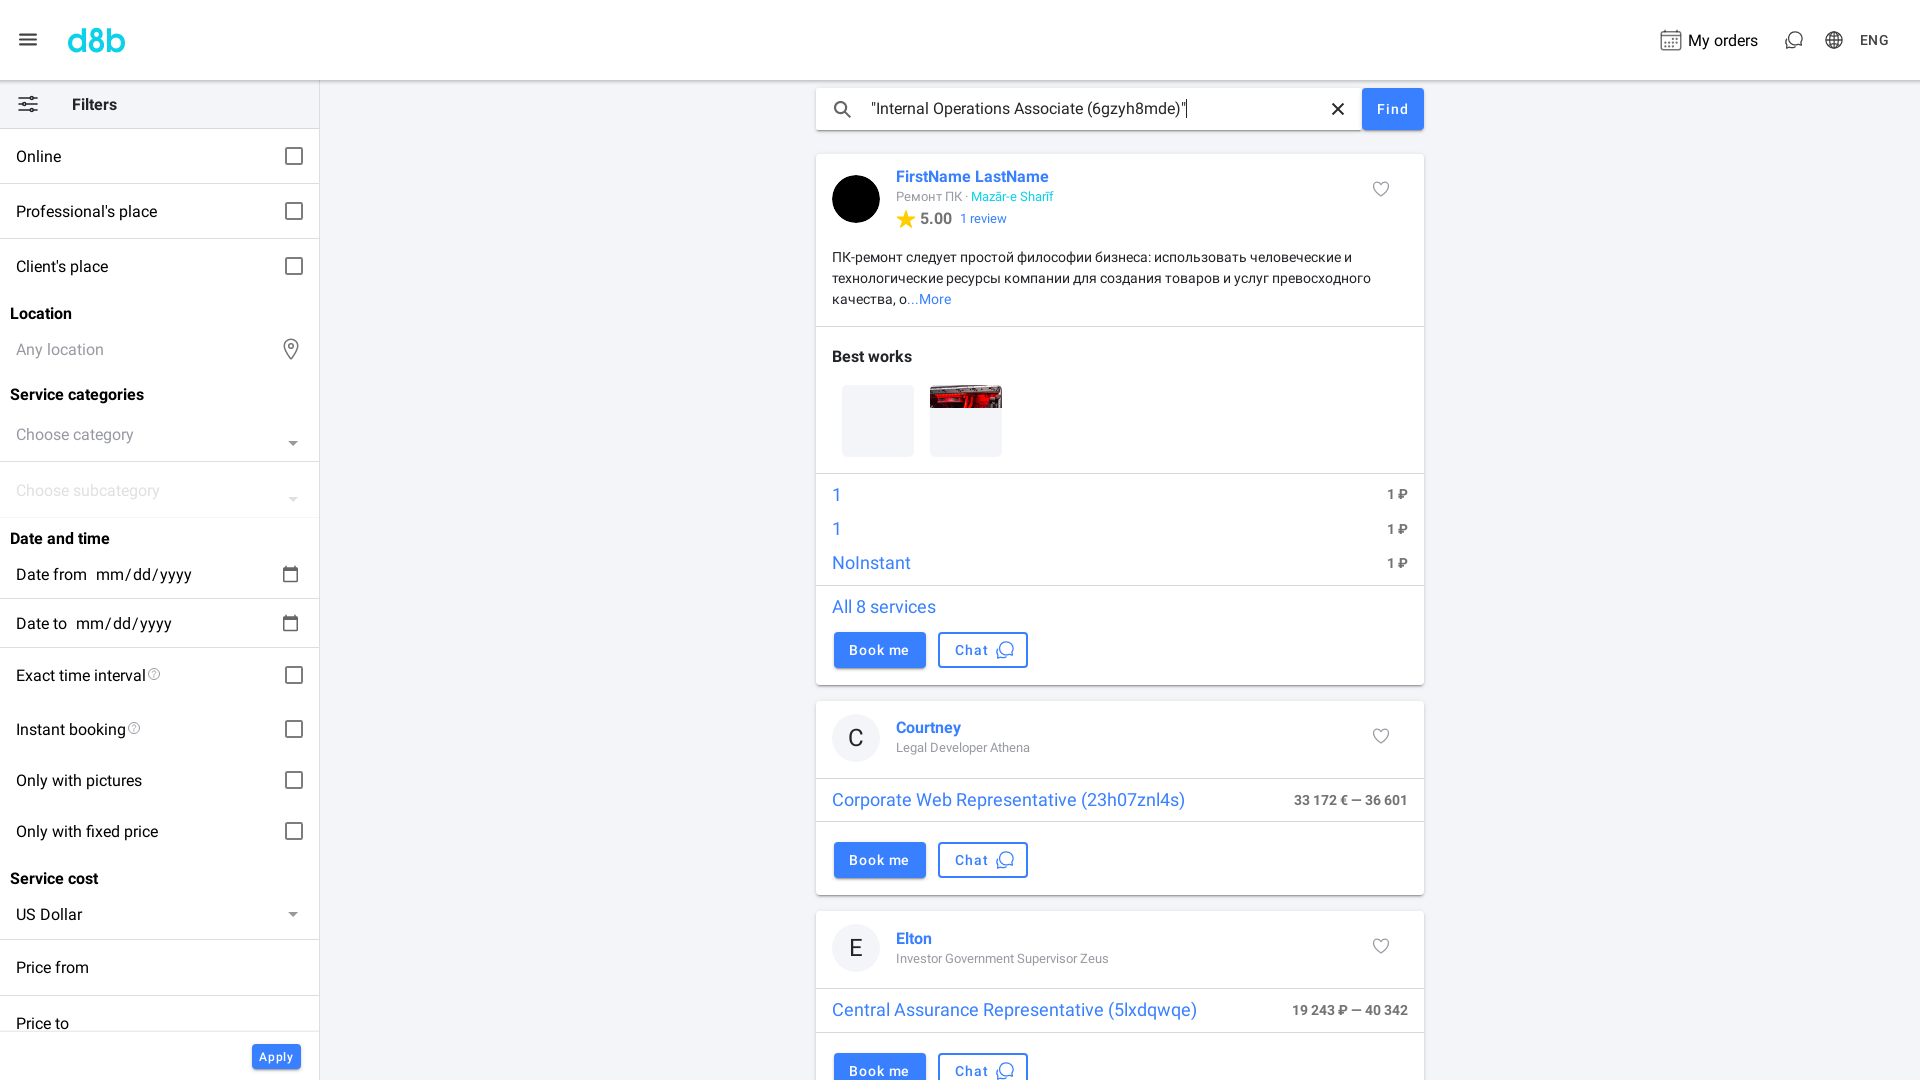 d8b
My orders
ENG
Filters
Online
Professional's place
Client's place
Location
Any location
Service categories
Choose category
Choose subcategory
Date and time
Date from mm/dd/yyyy
Date to mm/dd/yyyy
Exact time interval
Instant booking
Only with pictures
Only with fixed price
Service cost
US Dollar
Price from
Price to
Apply
"Internal Operations Associate (6gzyh8mde)"
Find
FirstName LastName
Ремонт ПК · Mazār-e Sharīf
5.00 1 review
ПК-ремонт следует простой философии бизнеса: использовать человеческие и
технологические ресурсы компании для создания товаров и услуг превосходного
качества, о...More
Best works
1 1 ₽
1 1 ₽
NoInstant 1 ₽
All 8 services
Book me Chat
C
Courtney
Legal Developer Athena
Corporate Web Representative (23h07znl4s) 33 172 € — 36 601
Book me Chat
E
Elton
Investor Government Supervisor Zeus
Central Assurance Representative (5lxdqwqe) 19 243 ₽ — 40 342
Book me Chat